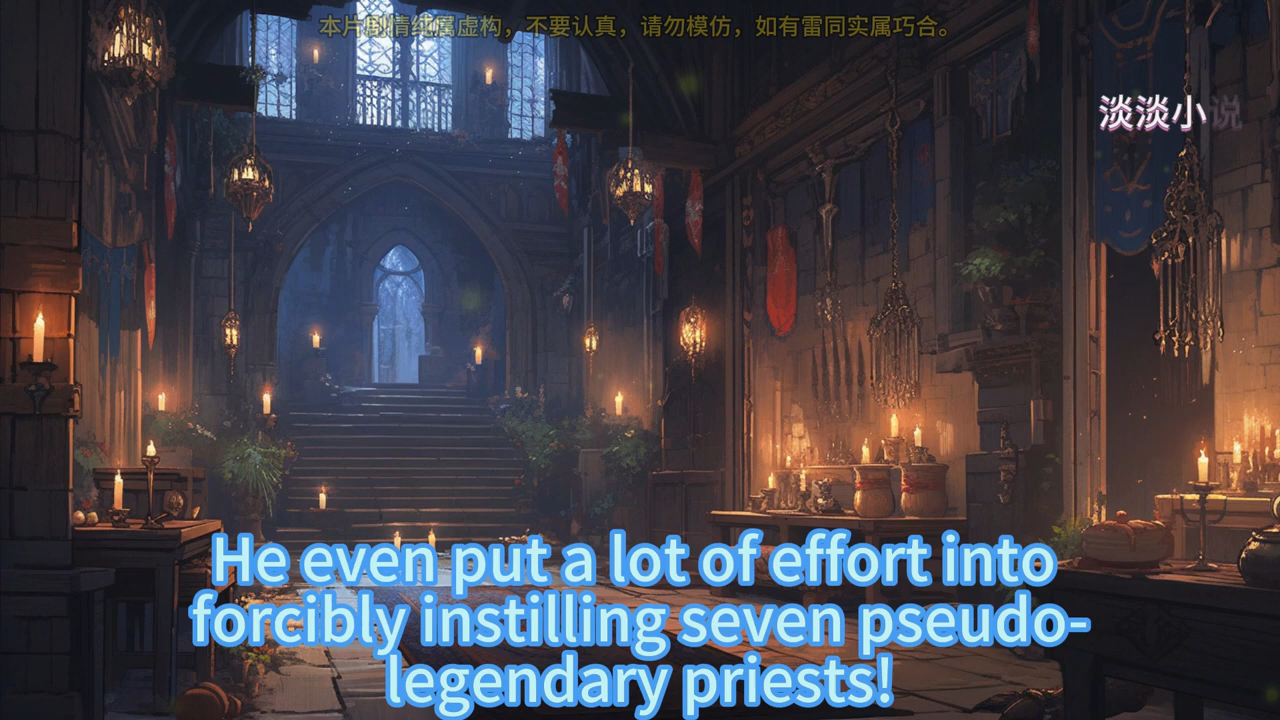 本片剧情纯属虚构，不要认真，请勿模仿，如有雷同实属巧合。
淡淡小说
He even put a lot of effort into
forcibly instilling seven pseudo-
legendary priests!